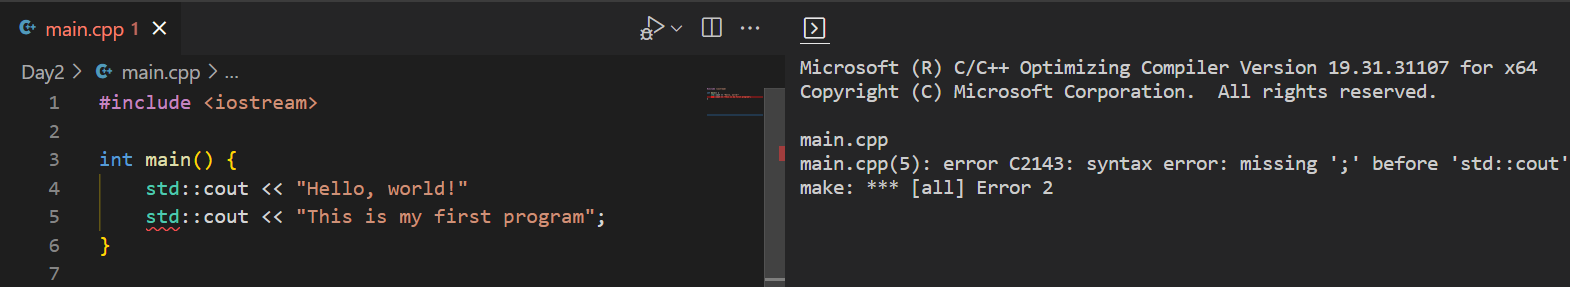 main.cpp 1
Day2 > main.cpp > ...
1 #include <iostream>
2
3 int main() {
4 std::cout << "Hello, world!"
5 std::cout << "This is my first program";
6 }
7
Microsoft (R) C/C++ Optimizing Compiler Version 19.31.31107 for x64
Copyright (C) Microsoft Corporation.  All rights reserved.
main.cpp
main.cpp(5): error C2143: syntax error: missing ';' before 'std::cout'
make: *** [all] Error 2